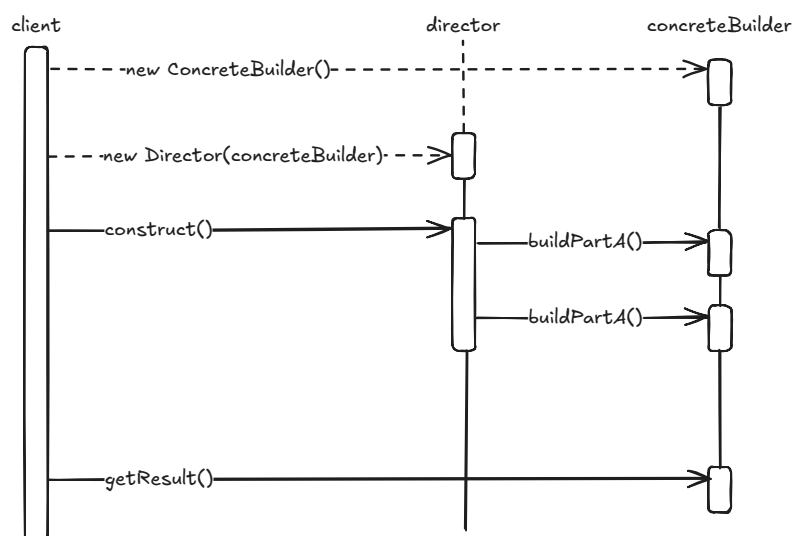 client
director
concreteBuilder
new ConcreteBuilder()
new Director(concreteBuilder)
construct()
buildPartA()
buildPartA()
getResult()